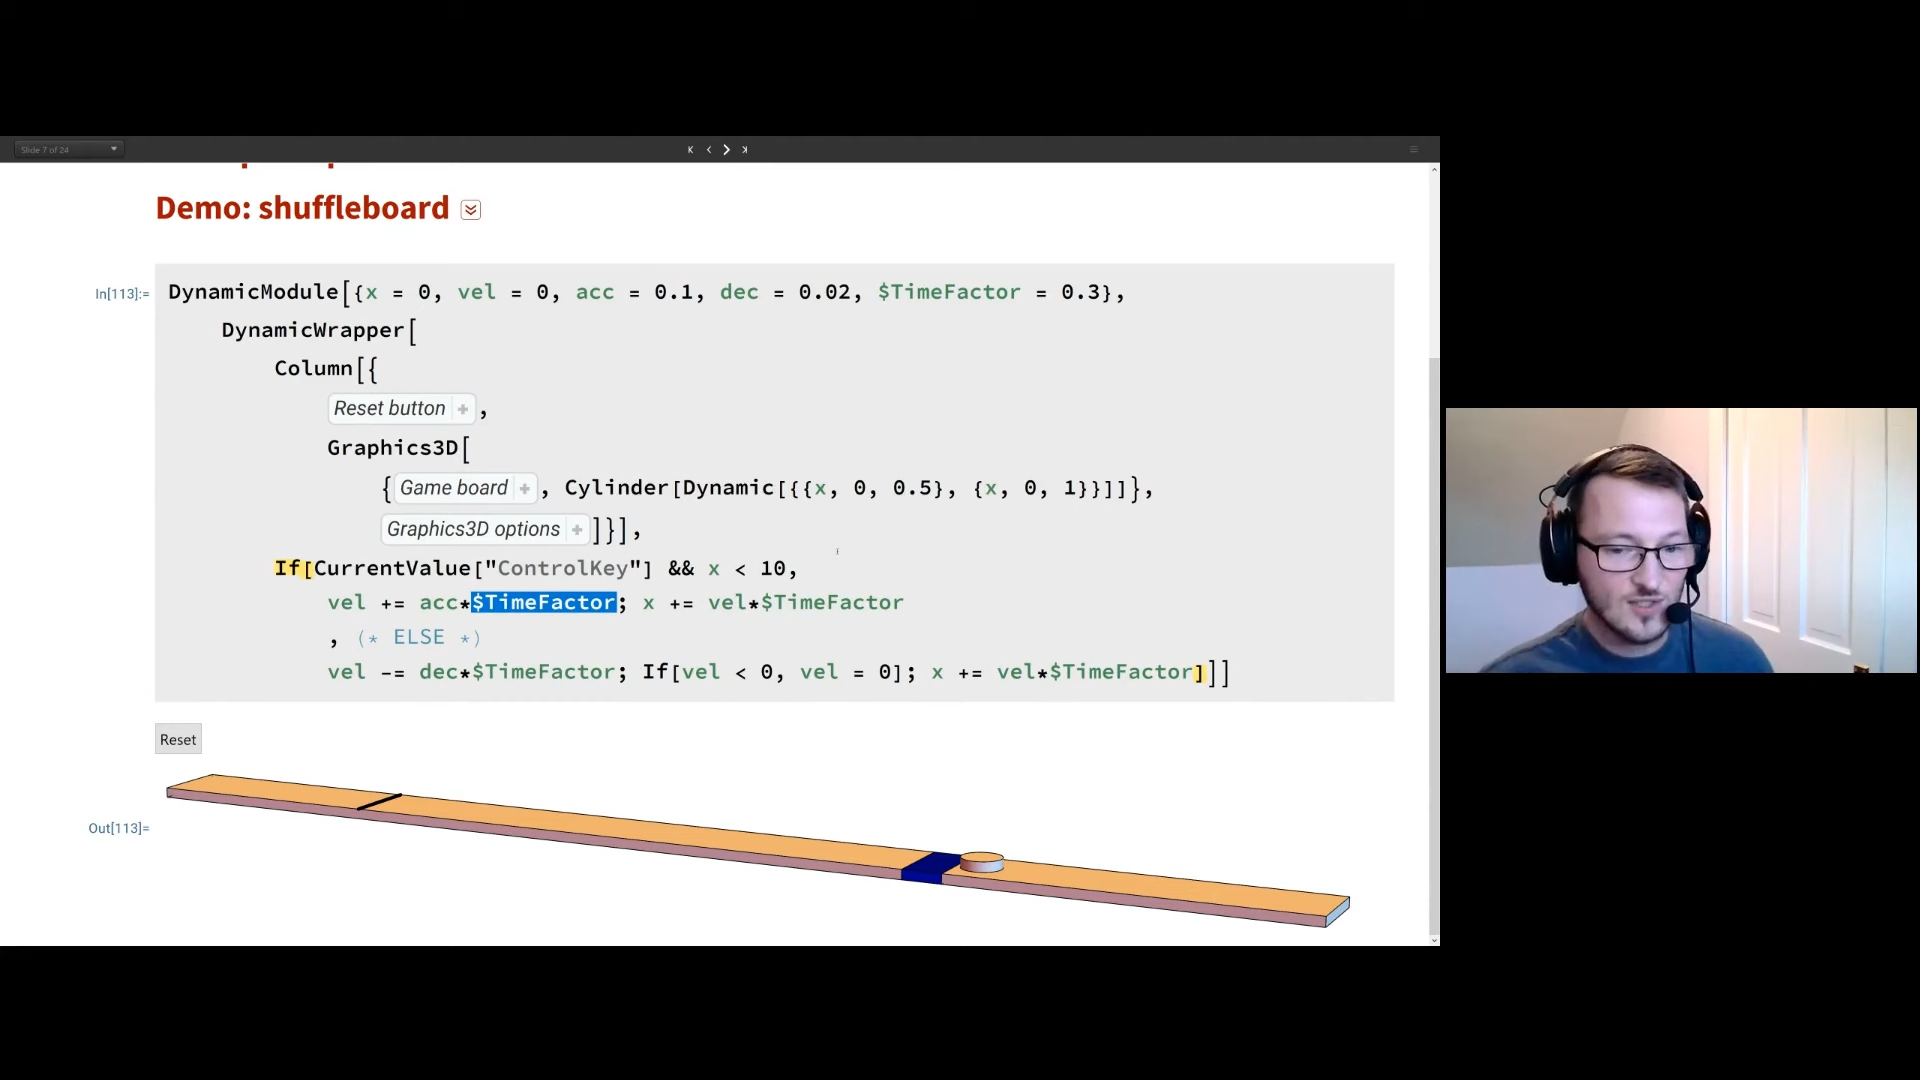 Slide 7 of 24
Demo: shuffleboard
In[113]:=
DynamicModule[{x = 0, vel = 0, acc = 0.1, dec = 0.02, $TimeFactor = 0.3},
DynamicWrapper[
Column[{
Reset button +,
Graphics3D[
{Game board +, Cylinder[Dynamic[{{x, 0, 0.5}, {x, 0, 1}}]]},
Graphics3D options +]}],
If[CurrentValue["ControlKey"] && x < 10,
vel += acc*$TimeFactor; x += vel*$TimeFactor
, (* ELSE *)
vel -= dec*$TimeFactor; If[vel < 0, vel = 0]; x += vel*$TimeFactor]]]
Reset
Out[113]=